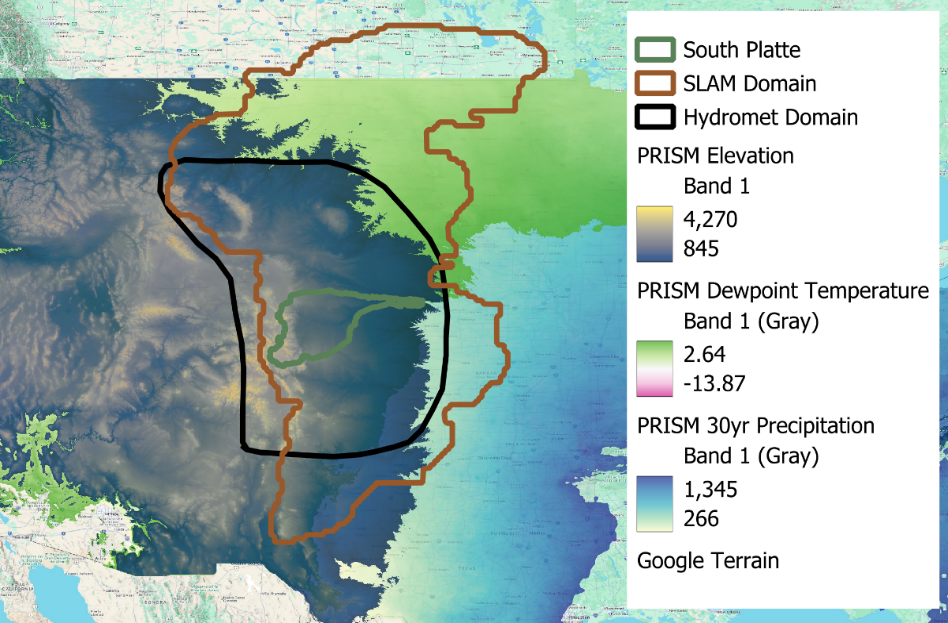 South Platte
SLAM Domain
Hydromet Domain
PRISM Elevation
Band 1
4,270
845
PRISM Dewpoint Temperature
Band 1 (Gray)
2.64
-13.87
PRISM 30yr Precipitation
Band 1 (Gray)
1,345
266
Google Terrain
SONORA